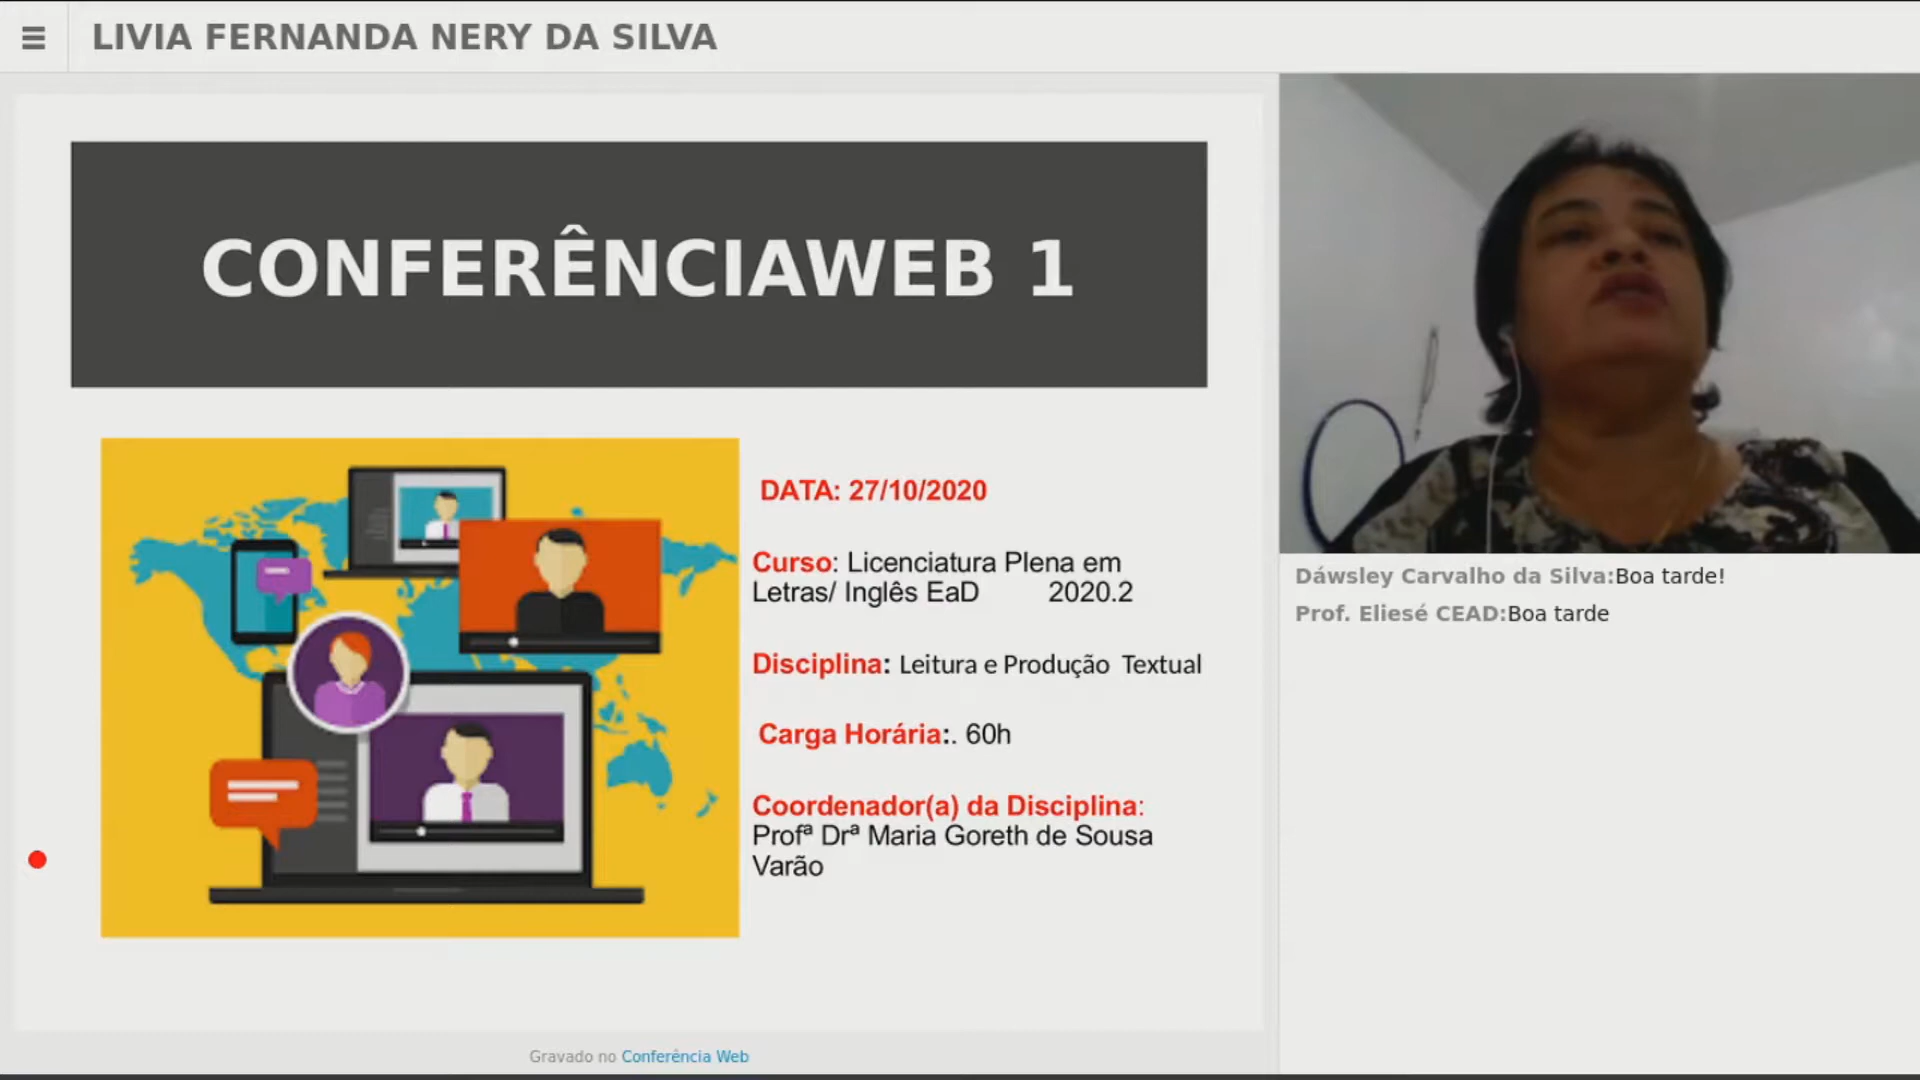 LIVIA FERNANDA NERY DA SILVA
CONFERÊNCIAWEB 1
DATA: 27/10/2020
Curso: Licenciatura Plena em
Letras/ Inglês EaD 2020.2
Disciplina: Leitura e Produção Textual
Carga Horária:. 60h
Coordenador(a) da Disciplina:
Profª Drª Maria Goreth de Sousa
Varão
Gravado no Conferência Web
Dáwsley Carvalho da Silva:Boa tarde!
Prof. Eliesé CEAD:Boa tarde